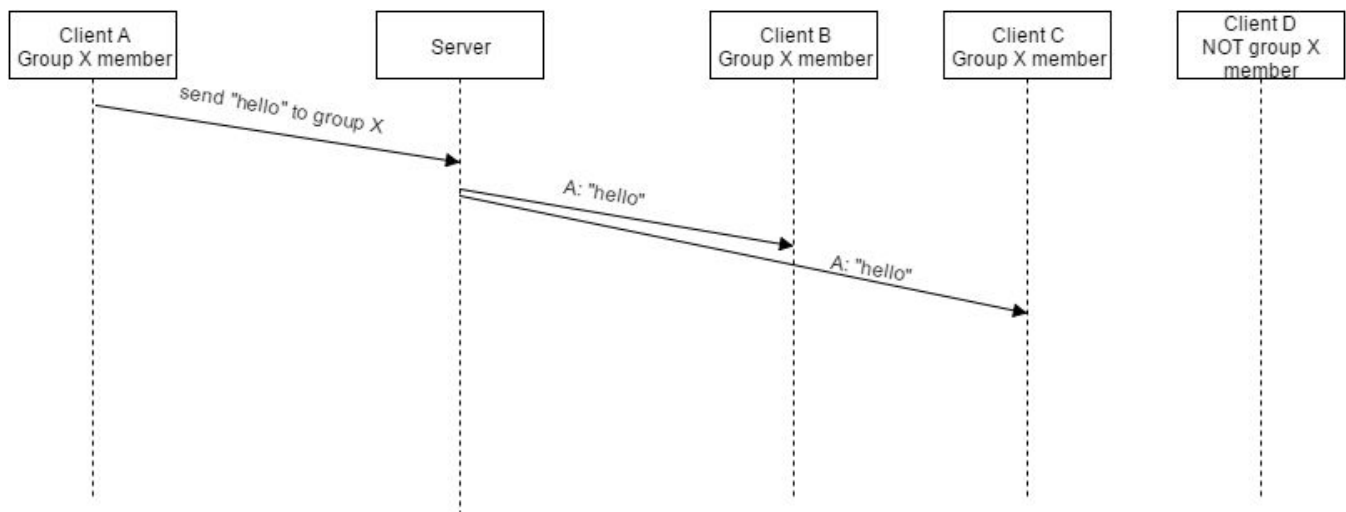 Client A
Group X member
Server
Client B
Group X member
Client C
Group X member
Client D
NOT group X
member
send "hello" to group X
A: "hello"
A: "hello"